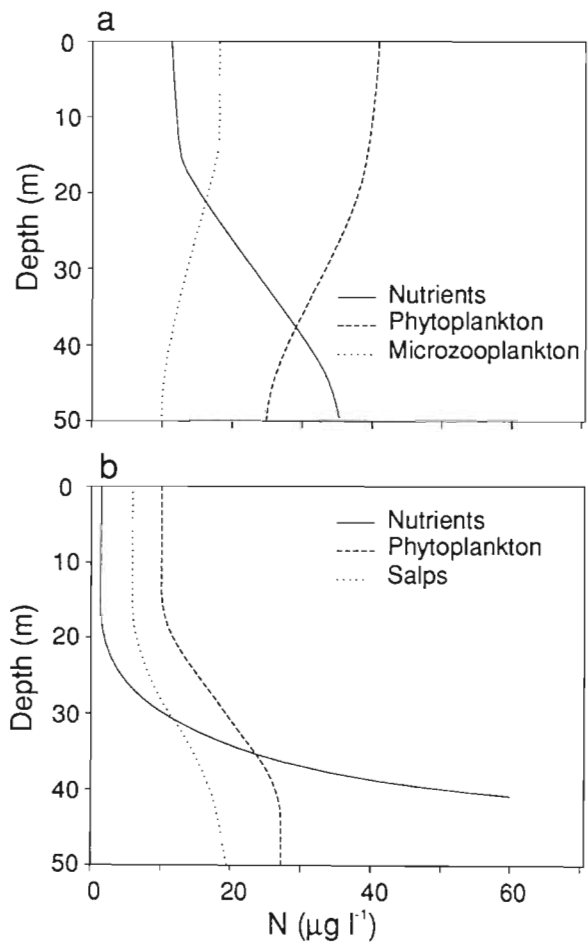 a
0
10
20
30
40
50
Depth (m)
Nutrients
Phytoplankton
Microzooplankton
b
0
10
20
30
40
50
Depth (m)
Nutrients
Phytoplankton
Salps
0 20 40 60
N (μg l⁻¹)